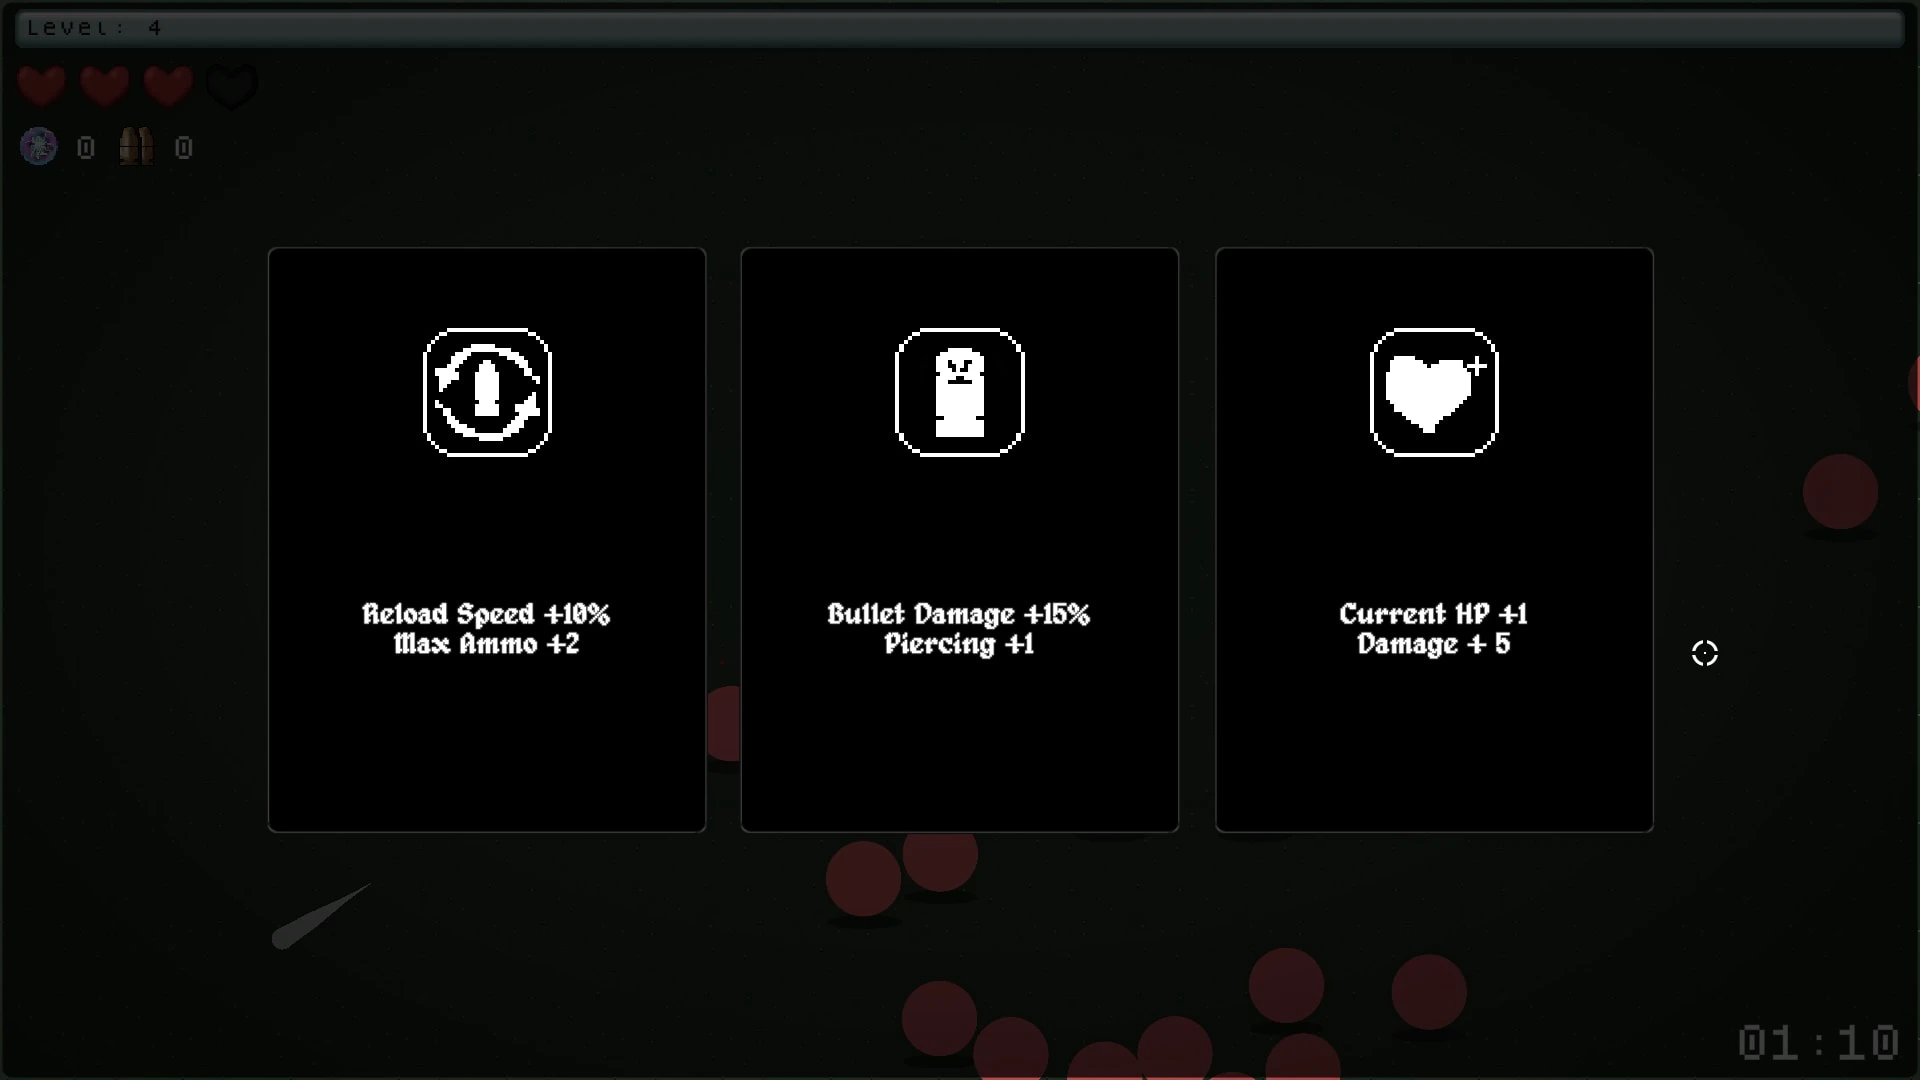 Level: 4
0 0
Reload Speed +10%
Max Ammo +2
Bullet Damage +15%
Piercing +1
Current HP +1
Damage + 5
01:10